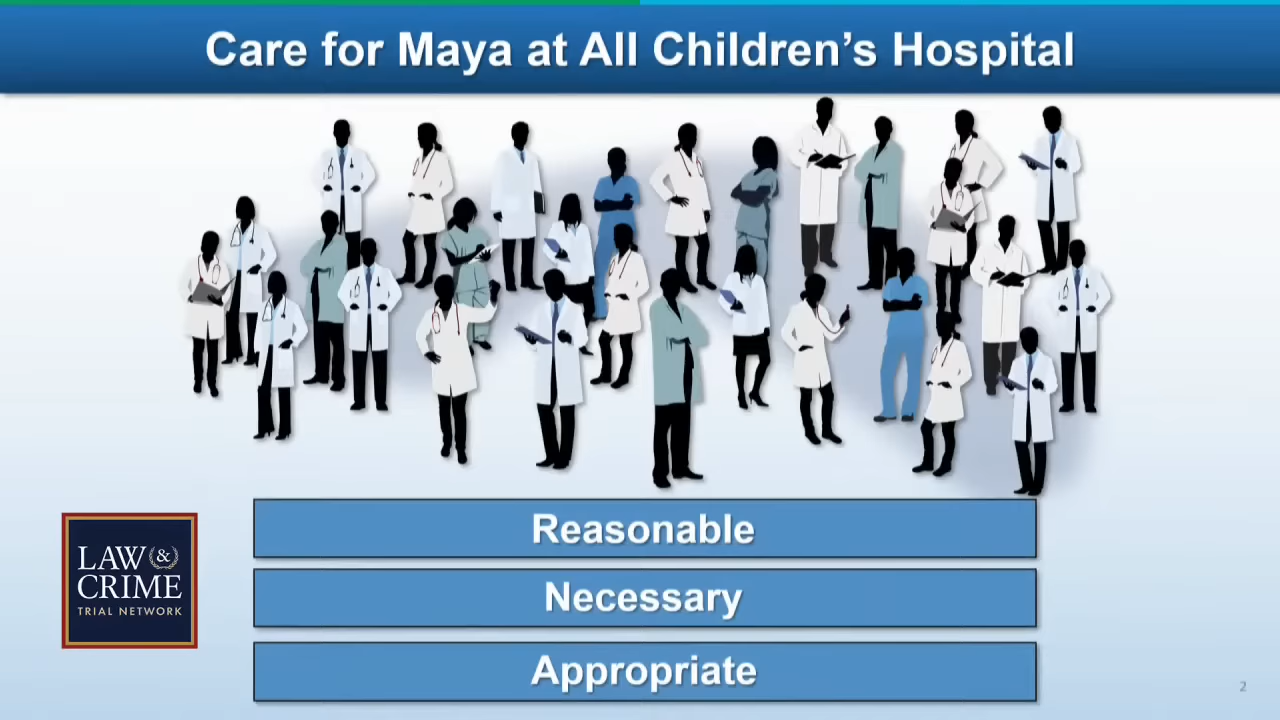 Care for Maya at All Children's Hospital
Reasonable
LAW &
CRIME
TRIAL NETWORK
Necessary
Appropriate
2